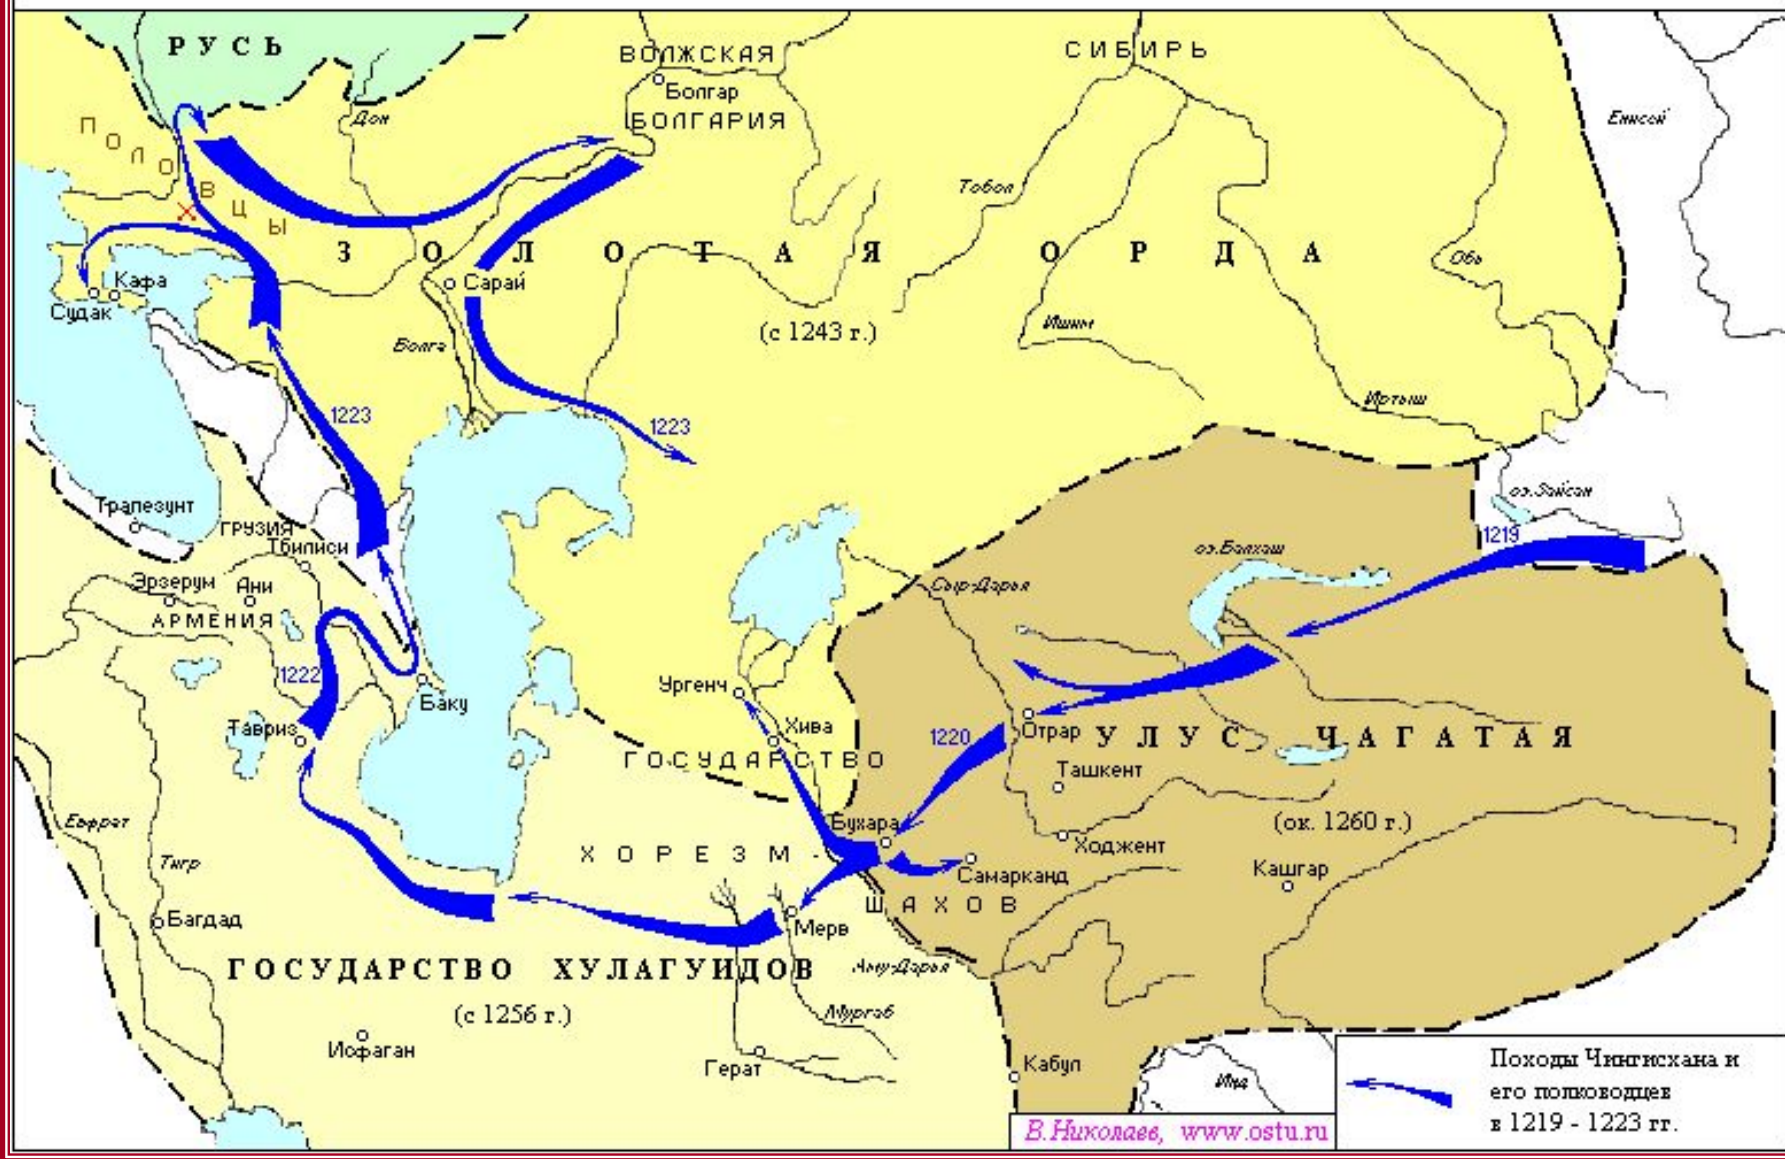 РУСЬ
ВОЛЖСКАЯ
СИБИРЬ
Болгар
БОЛГАРИЯ
Дон
Енисей
ПОЛОВЦЫ
Тобол
ЗОЛОТАЯ ОРДА
Обь
Кафа
Сарай
Судак
(с 1243 г.)
Ишим
Волга
Иртыш
1223
1223
оз.Зайсан
Трапезунт
ГРУЗИЯ
Тбилиси
1219
оз.Балхаш
Эрзерум
Ани
Сыр-Дарья
АРМЕНИЯ
1222
Ургенч
Баку
Тавриз
Хива
1220
Отрар
УЛУС ЧАГАТАЯ
ГОСУДАРСТВО
Ташкент
Евфрат
Бухара
(ок. 1260 г.)
Тигр
ХОРЕЗМ-
Ходжент
Самарканд
Кашгар
ШАХОВ
Багдад
Мерв
ГОСУДАРСТВО ХУЛАГУИДОВ
Аму-Дарья
(с 1256 г.)
Мургаб
Исфаган
Герат
Кабул
Инд
Походы Чингисхана и
его полководцев
в 1219 - 1223 гг.
В.Николаев, www.ostu.ru